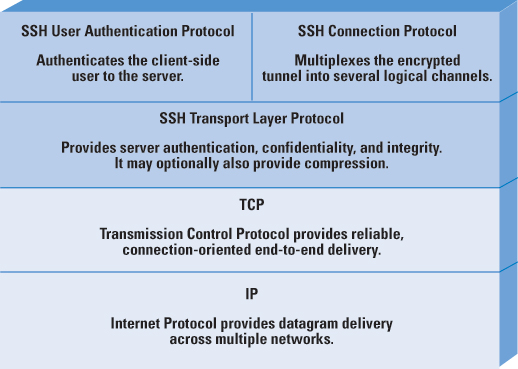 SSH User Authentication Protocol
Authenticates the client-side
user to the server.
SSH Connection Protocol
Multiplexes the encrypted
tunnel into several logical channels.
SSH Transport Layer Protocol
Provides server authentication, confidentiality, and integrity.
It may optionally also provide compression.
TCP
Transmission Control Protocol provides reliable,
connection-oriented end-to-end delivery.
IP
Internet Protocol provides datagram delivery
across multiple networks.